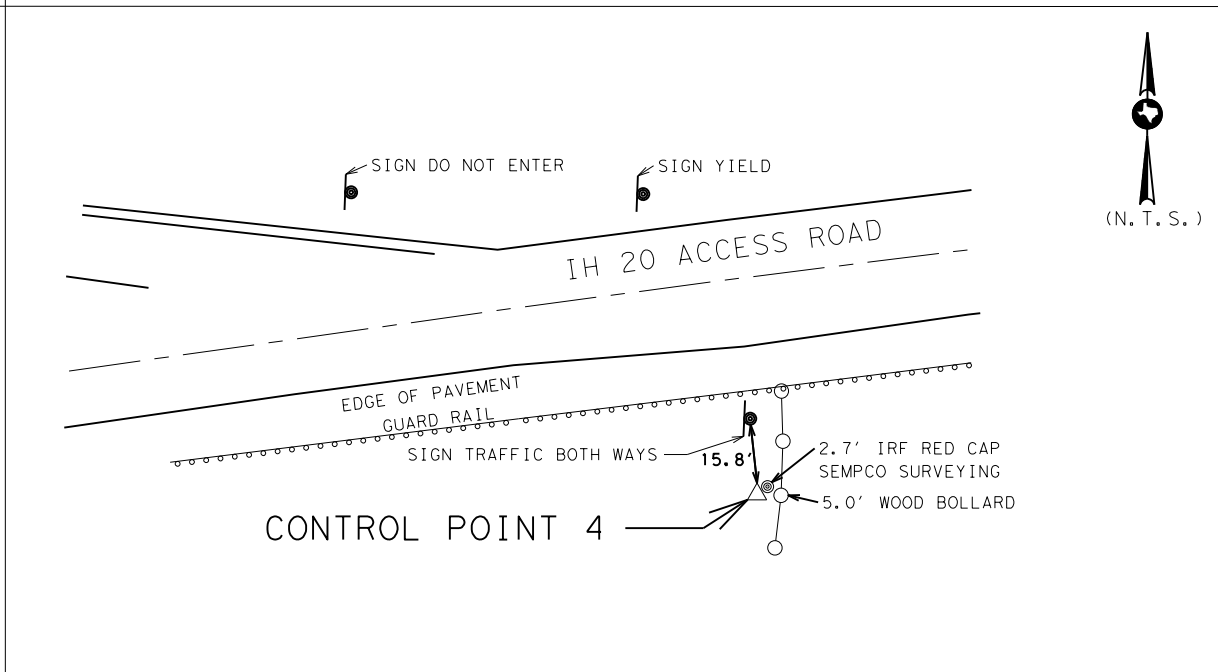 SIGN DO NOT ENTER
SIGN YIELD
(N.T.S.)
IH 20 ACCESS ROAD
EDGE OF PAVEMENT
GUARD RAIL
SIGN TRAFFIC BOTH WAYS
15.8'
2.7' IRF RED CAP
SEMPCO SURVEYING
5.0' WOOD BOLLARD
CONTROL POINT 4